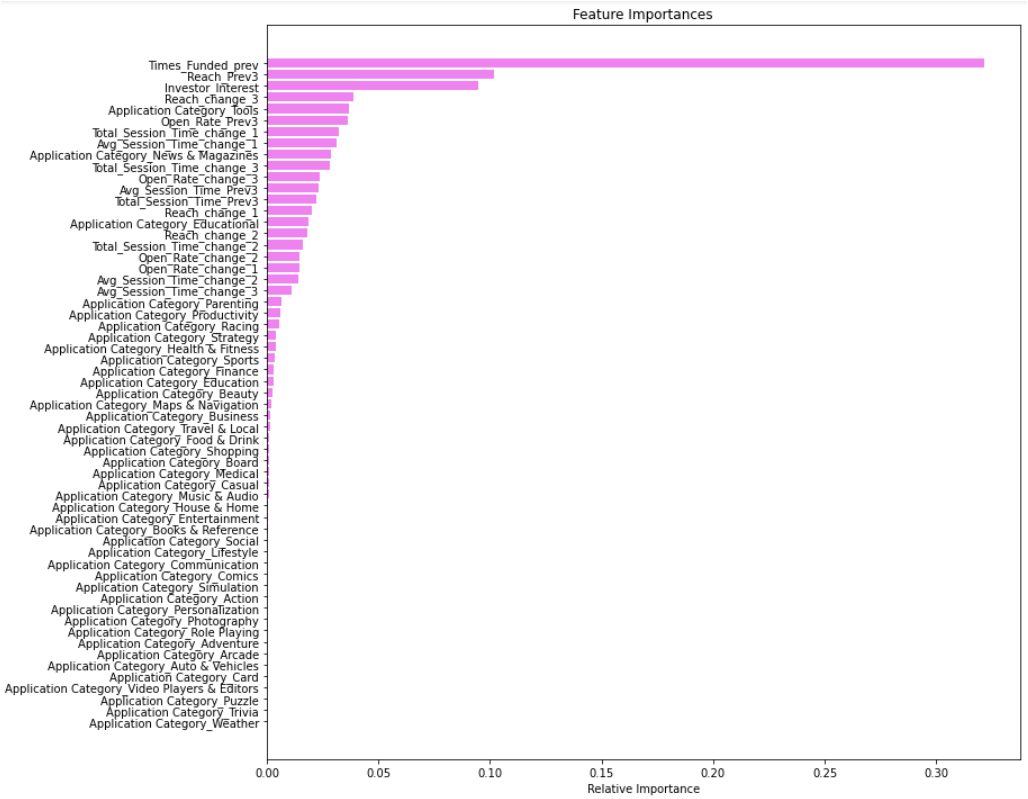 Feature Importances
Times_Funded_prev
Reach_Prev3
Investor_Interest
Reach_change_3
Application Category_Tools
Open_Rate_Prev3
Total_Session_Time_change_1
Avg_Session_Time_change_1
Application Category_News & Magazines
Total_Session_Time_change_3
Open_Rate_change_3
Avg_Session_Time_Prev3
Total_Session_Time_Prev3
Reach_change_1
Application Category_Educational
Reach_change_2
Total_Session_Time_change_2
Open_Rate_change_2
Open_Rate_change_1
Avg_Session_Time_change_2
Avg_Session_Time_change_3
Application Category_Parenting
Application Category_Productivity
Application Category_Racing
Application Category_Strategy
Application Category_Health & Fitness
Application Category_Sports
Application Category_Finance
Application Category_Education
Application Category_Beauty
Application Category_Maps & Navigation
Application Category_Business
Application Category_Travel & Local
Application Category_Food & Drink
Application Category_Shopping
Application Category_Board
Application Category_Medical
Application Category_Casual
Application Category_Music & Audio
Application Category_House & Home
Application Category_Entertainment
Application Category_Books & Reference
Application Category_Social
Application Category_Lifestyle
Application Category_Communication
Application Category_Comics
Application Category_Simulation
Application Category_Action
Application Category_Personalization
Application Category_Photography
Application Category_Role Playing
Application Category_Adventure
Application Category_Arcade
Application Category_Auto & Vehicles
Application Category_Card
Application Category_Video Players & Editors
Application Category_Puzzle
Application Category_Trivia
Application Category_Weather
0.00 0.05 0.10 0.15 0.20 0.25 0.30
Relative Importance